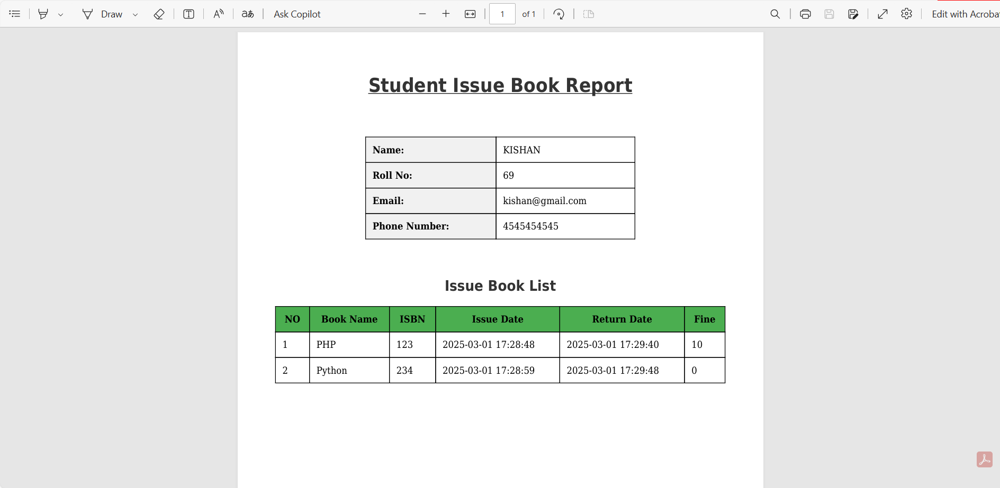 Draw aあ Ask Copilot 1 of 1 Edit with Acroba
Student Issue Book Report
Name: KISHAN
Roll No: 69
Email: kishan@gmail.com
Phone Number: 4545454545
Issue Book List
NO Book Name ISBN Issue Date Return Date Fine
1 PHP 123 2025-03-01 17:28:48 2025-03-01 17:29:40 10
2 Python 234 2025-03-01 17:28:59 2025-03-01 17:29:48 0